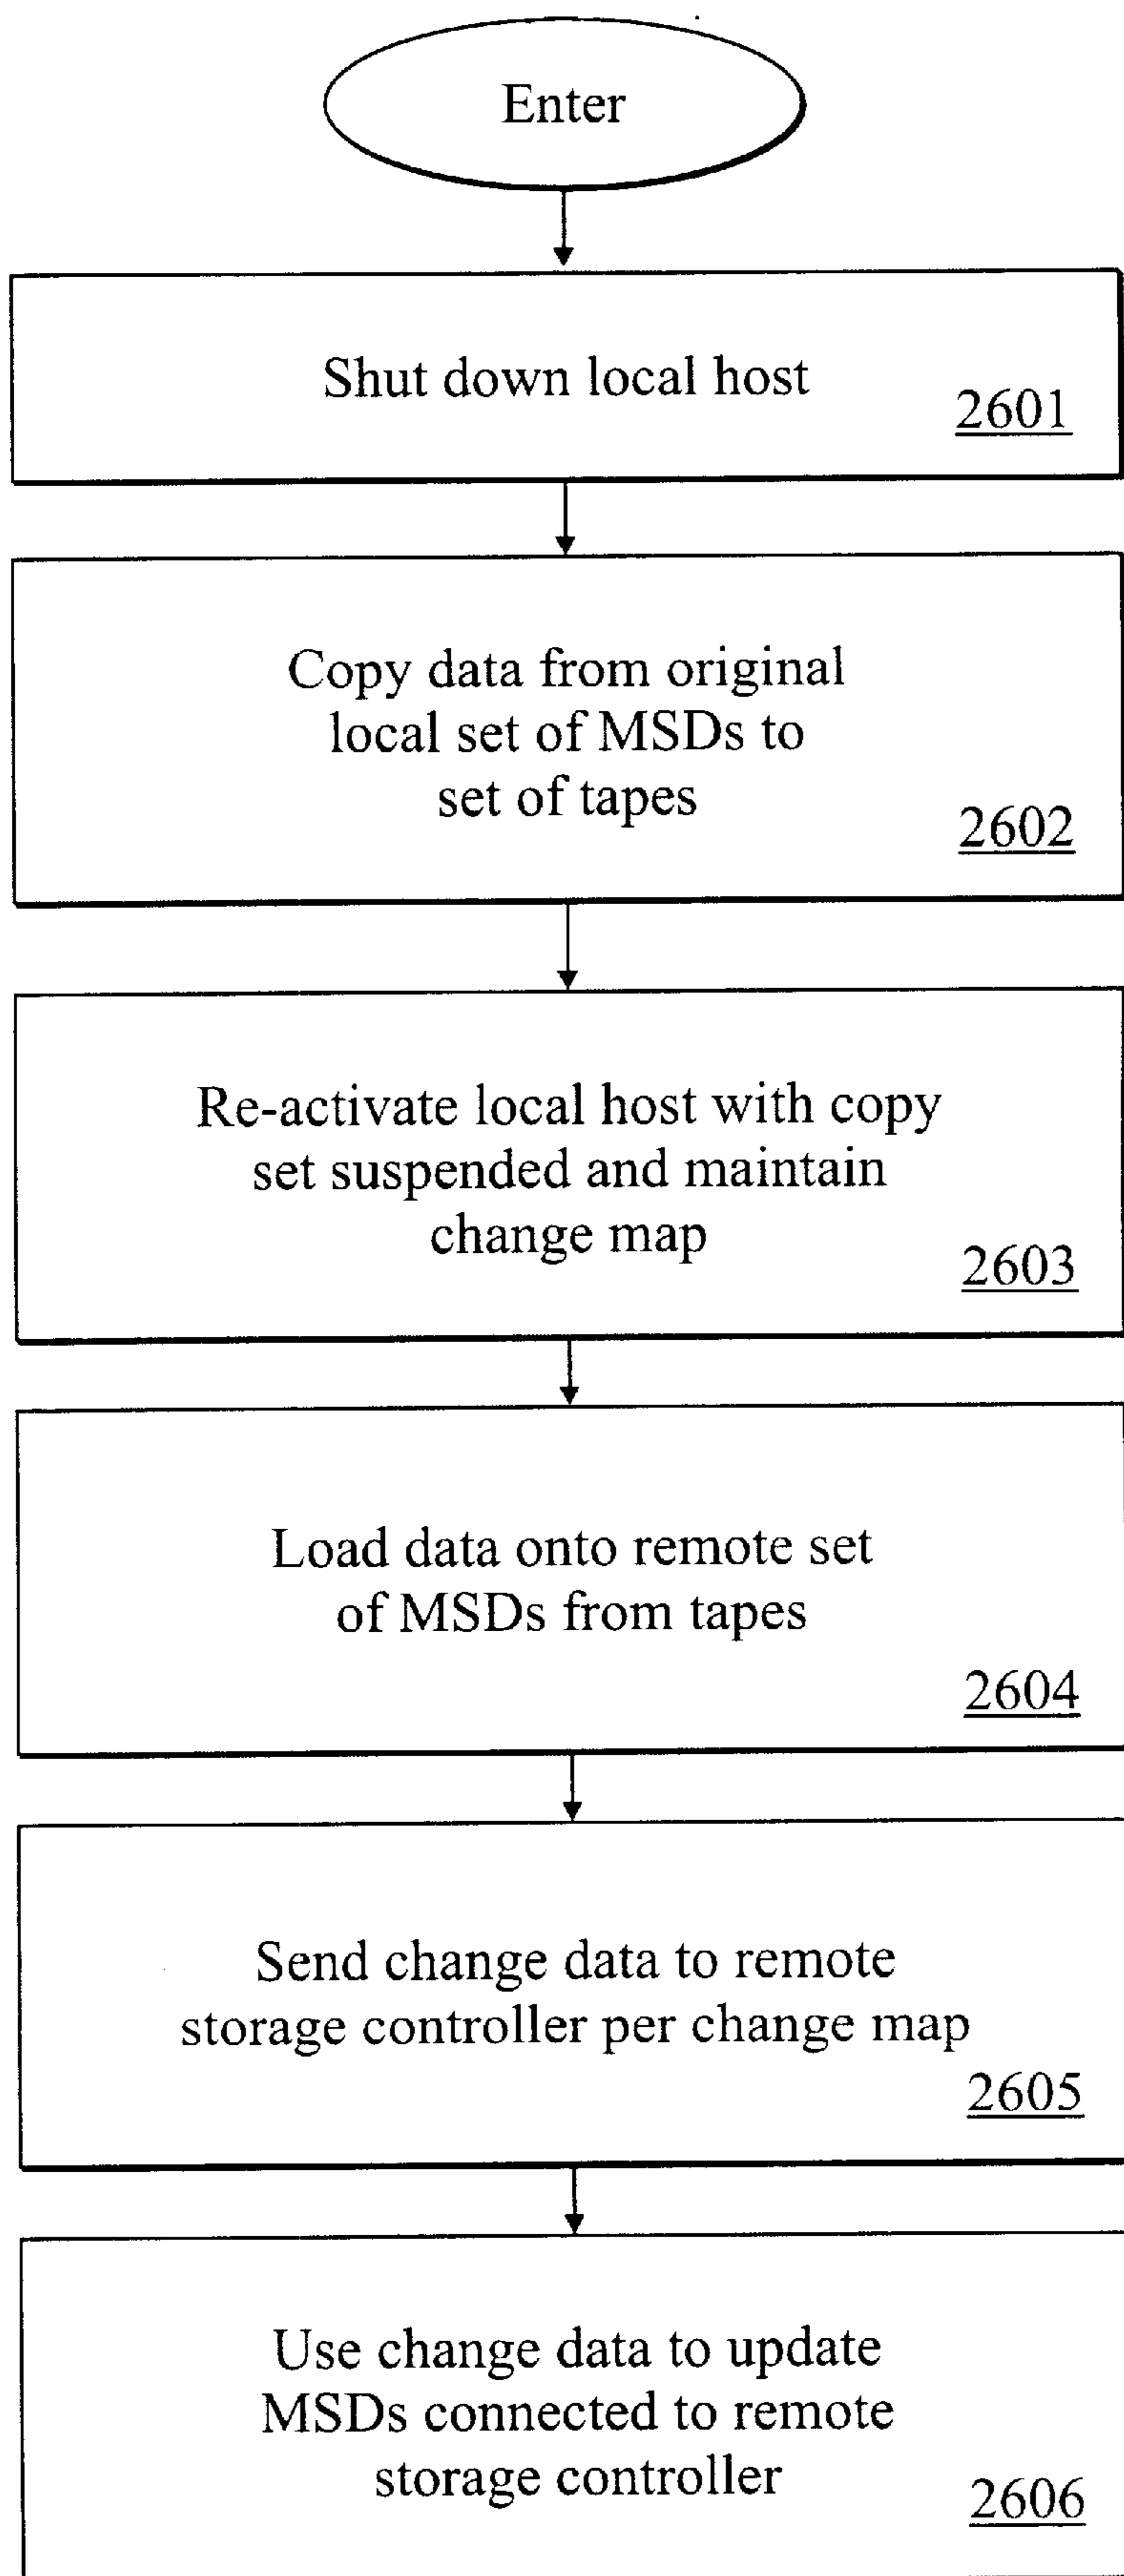 Enter
Shut down local host
2601
Copy data from original
local set of MSDs to
set of tapes
2602
Re-activate local host with copy
set suspended and maintain
change map
2603
Load data onto remote set
of MSDs from tapes
2604
Send change data to remote
storage controller per change map
2605
Use change data to update
MSDs connected to remote
storage controller
2606